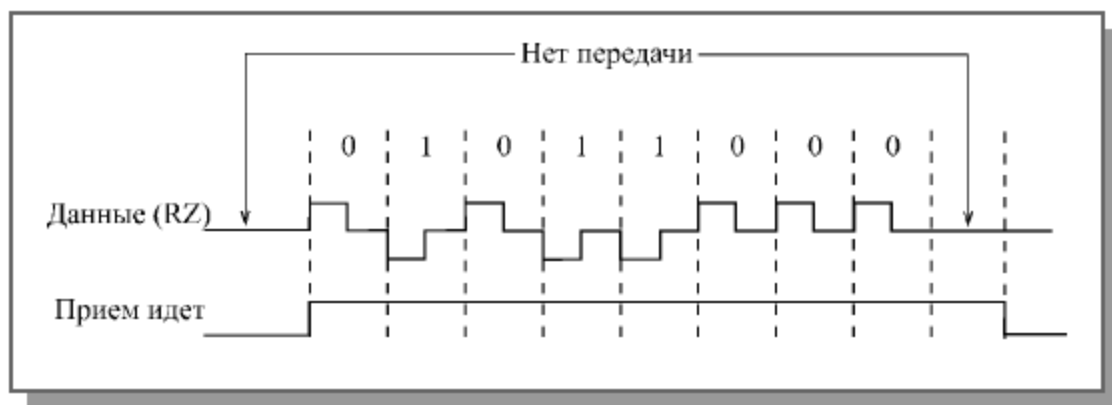 Нет передачи
0 1 0 1 1 0 0 0
Данные (RZ)
Прием идет